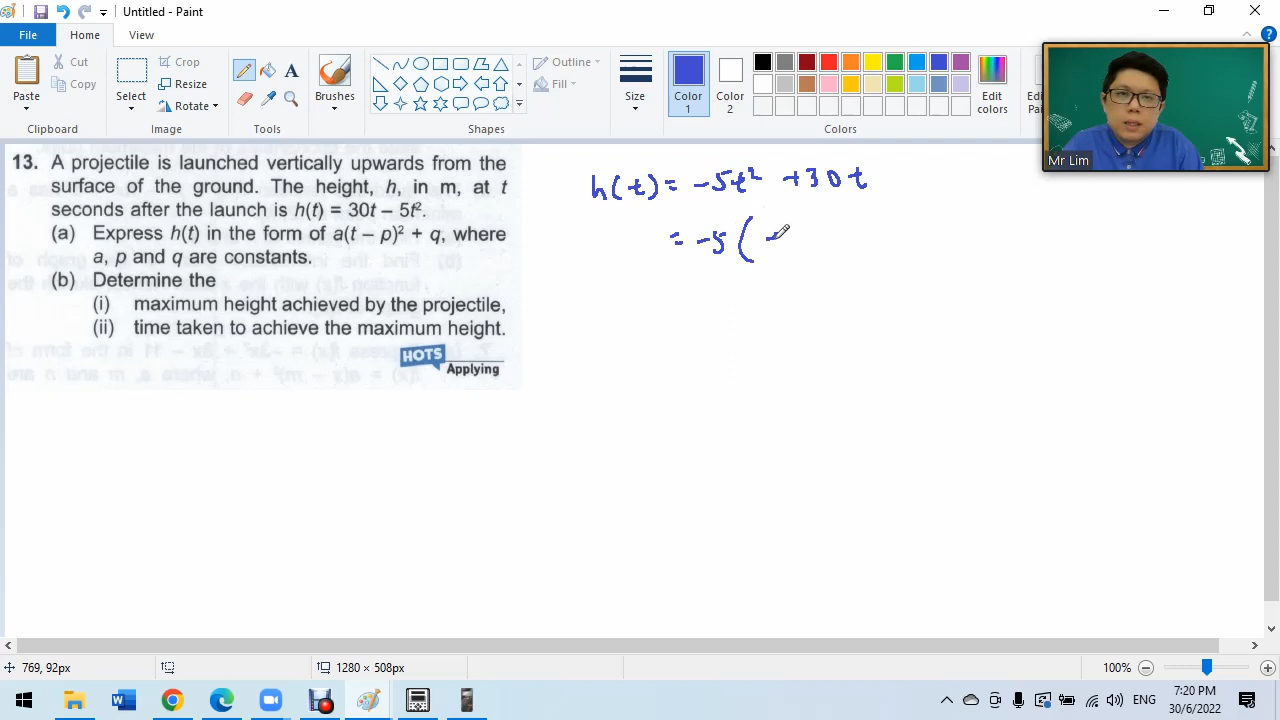 Untitled - Paint
File Home View
Paste
Cut
Copy
Clipboard
Select
Crop
Resize
Rotate
Image
A
Tools
Brushes
Outline
Fill
Shapes
Size
Color 1
Color 2
Edit colors
Colors
Edit
Mr Lim
13. A projectile is launched vertically upwards from the
surface of the ground. The height, h, in m, at t
seconds after the launch is h(t) = 30t – 5t².
(a) Express h(t) in the form of a(t – p)² + q, where
a, p and q are constants.
(b) Determine the
(i) maximum height achieved by the projectile,
(ii) time taken to achieve the maximum height.
HOTS Applying
h(t) = -5t² +30t
= -5 (
769, 92px
1280 × 508px
100%
ENG
7:20 PM
30/6/2022